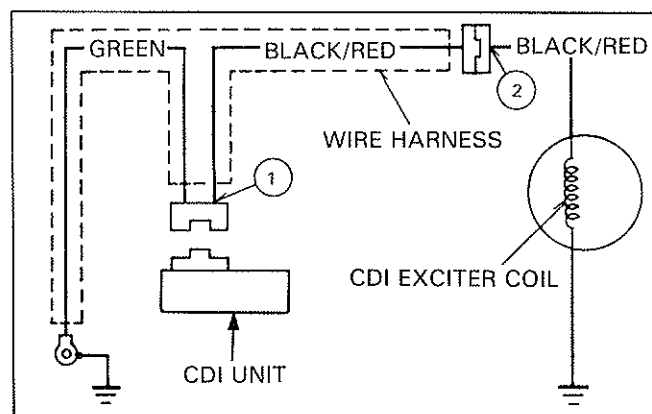 GREEN
BLACK/RED
BLACK/RED
2
WIRE HARNESS
1
CDI EXCITER COIL
CDI UNIT